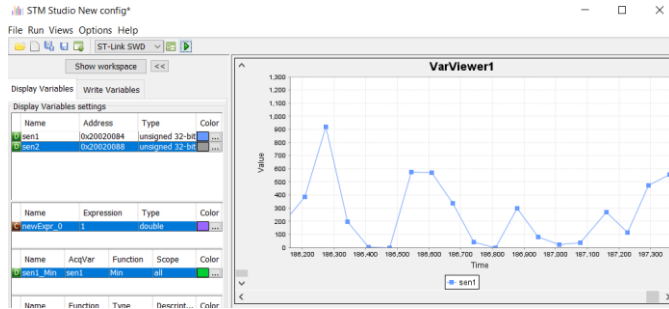 STM Studio New config*
File Run Views Options Help
ST-Link SWD
Show workspace <<
Display Variables Write Variables
Display Variables settings
Name Address Type Color
D sen1 0x20020084 unsigned 32-bit ...
D sen2 0x20020088 unsigned 32-bit ...
Name Expression Type Color
C newExpr_0 1 double ...
Name AcqVar Function Scope Color
D sen1_Min sen1 Min all ...
Name Function Type Descript... Color
VarViewer1
1,300
1,200
1,100
1,000
900
800
700
600
500
400
300
200
100
0
Value
186,200 186,300 186,400 186,500 186,600 186,700 186,800 186,900 187,000 187,100 187,200 187,300
Time
sen1